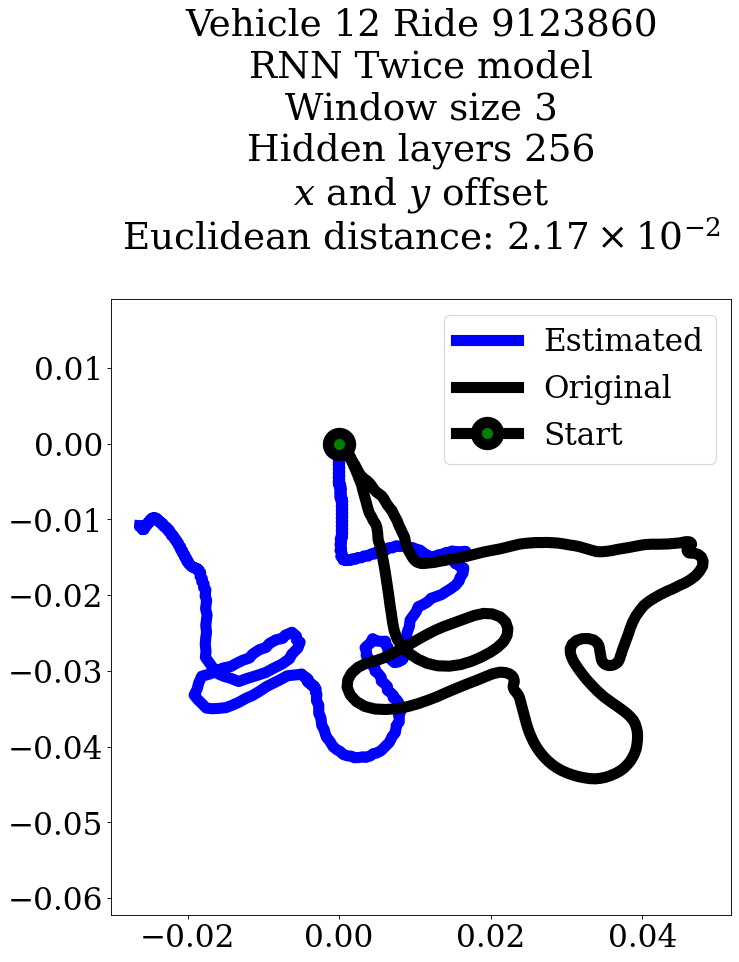 Vehicle 12 Ride 9123860
RNN Twice model
Window size 3
Hidden layers 256
x and y offset
Euclidean distance: 2.17 × 10⁻²
Estimated
Original
Start
0.01
0.00
−0.01
−0.02
−0.03
−0.04
−0.05
−0.06
−0.02 0.00 0.02 0.04